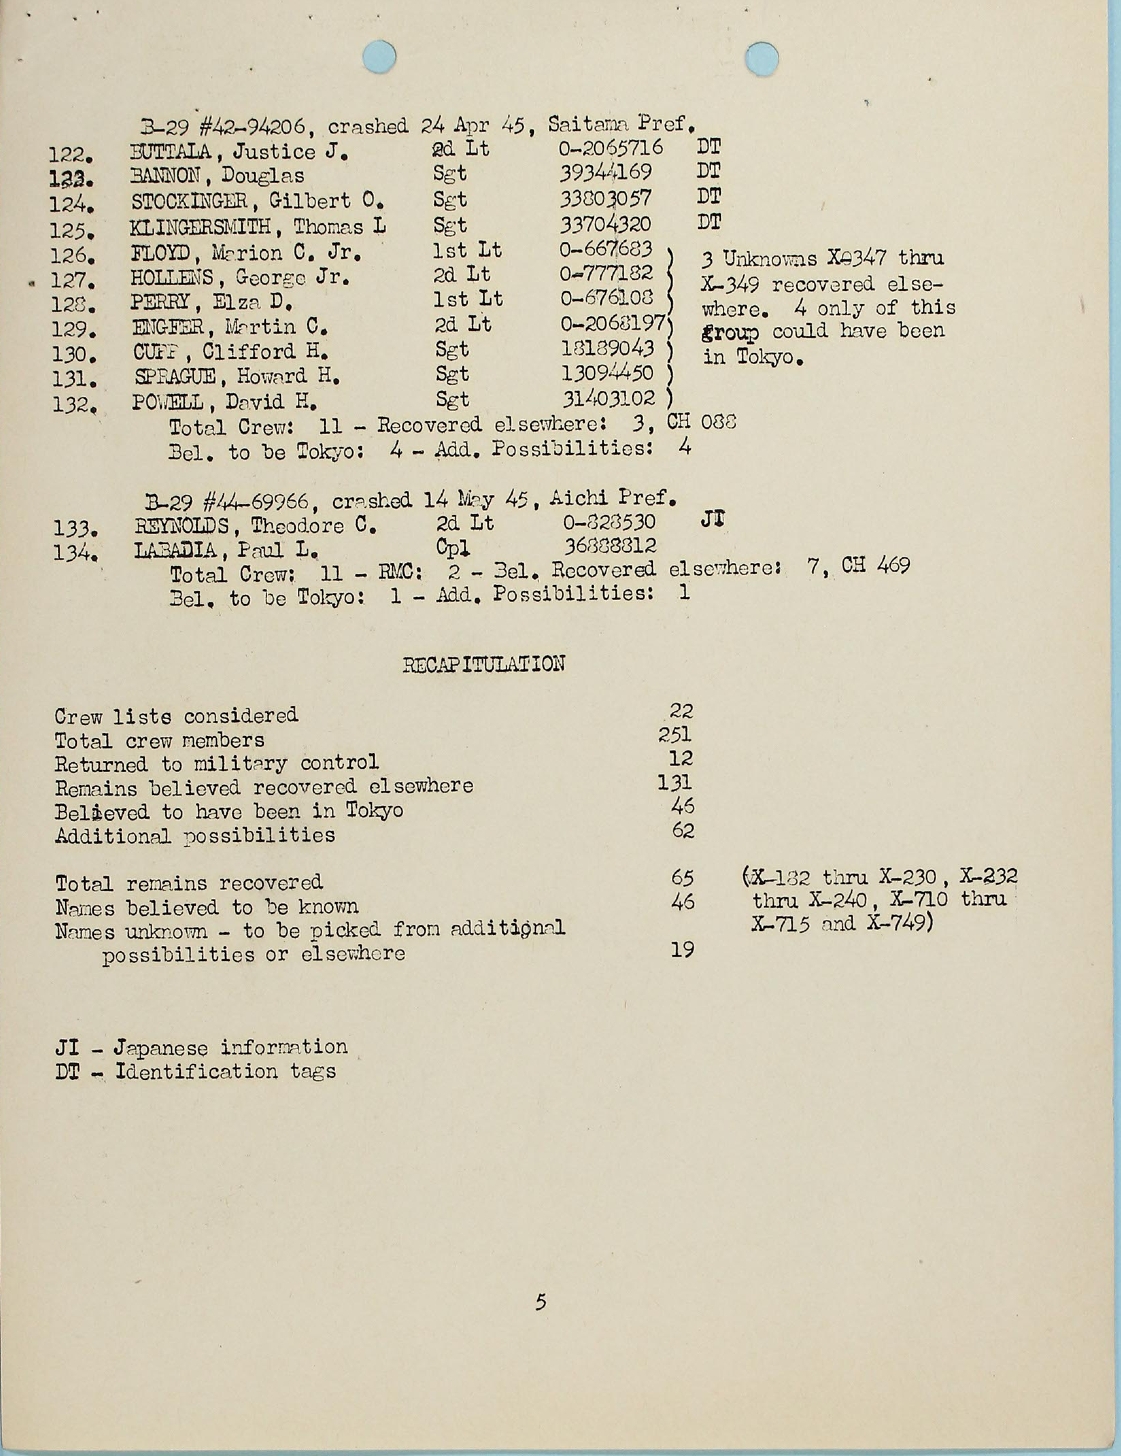 B-29 #42-94206, crashed 24 Apr 45, Saitama Pref.
122. BUTTALA, Justice J. 2d Lt 0-2065716 DT
123. BANNON, Douglas Sgt 39344169 DT
124. STOCKINGER, Gilbert O. Sgt 33803057 DT
125. KLINGERSMITH, Thomas L Sgt 33704320 DT
126. FLOYD, Marion C. Jr. 1st Lt 0-667683 ) 3 Unknowns X-347 thru
127. HOLLENS, George Jr. 2d Lt 0-777182 ) X-349 recovered else-
128. PERRY, Elza D. 1st Lt 0-676108 ) where. 4 only of this
129. ENGFER, Martin C. 2d Lt 0-2068197) group could have been
130. CUFF, Clifford H. Sgt 18189043 ) in Tokyo.
131. SPRAGUE, Howard H. Sgt 13094450 )
132. POWELL, David H. Sgt 31403102 )
Total Crew: 11 - Recovered elsewhere: 3, CH 088
Bel. to be Tokyo: 4 - Add. Possibilities: 4
B-29 #44-69966, crashed 14 May 45, Aichi Pref.
133. REYNOLDS, Theodore C. 2d Lt 0-828530 JI
134. LABADIA, Paul L. Cpl 36888812
Total Crew: 11 - RMC: 2 - Bel. Recovered elsewhere: 7, CH 469
Bel. to be Tokyo: 1 - Add. Possibilities: 1
RECAPITULATION
Crew lists considered 22
Total crew members 251
Returned to military control 12
Remains believed recovered elsewhere 131
Believed to have been in Tokyo 46
Additional possibilities 62
Total remains recovered 65 (X-182 thru X-230, X-232
Names believed to be known 46 thru X-240, X-710 thru
Names unknown - to be picked from additional X-715 and X-749)
possibilities or elsewhere 19
JI - Japanese information
DT - Identification tags
5